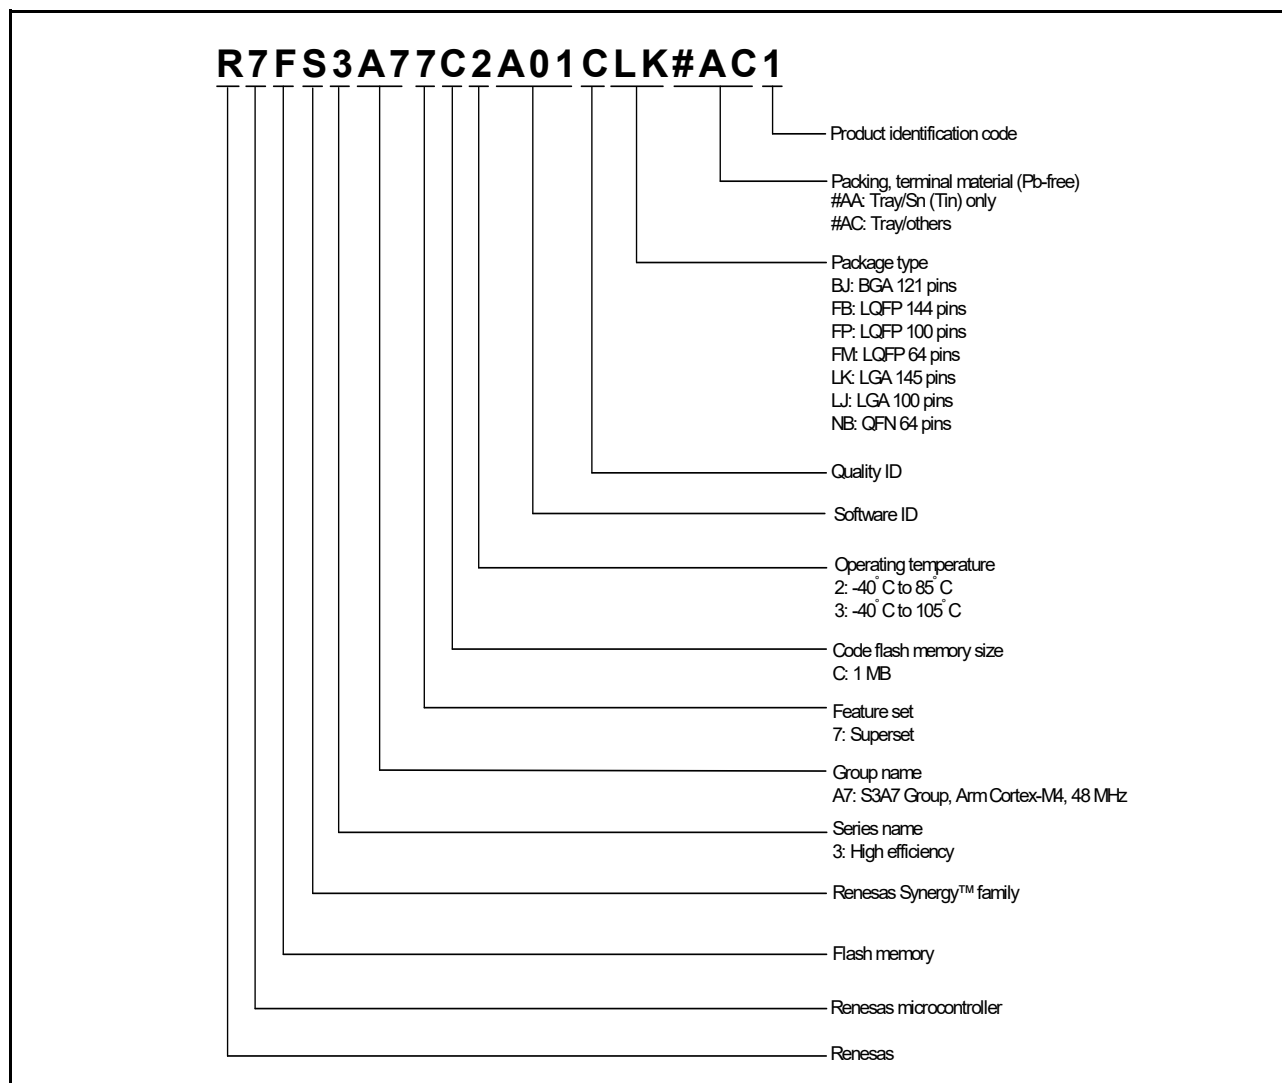 R7FS3A77C2A01CLK#AC1
Product identification code
Packing, terminal material (Pb-free)
#AA: Tray/Sn (Tin) only
#AC: Tray/others
Package type
BJ: BGA 121 pins
FB: LQFP 144 pins
FP: LQFP 100 pins
FM: LQFP 64 pins
LK: LGA 145 pins
LJ: LGA 100 pins
NB: QFN 64 pins
Quality ID
Software ID
Operating temperature
2: -40°C to 85°C
3: -40°C to 105°C
Code flash memory size
C: 1 MB
Feature set
7: Superset
Group name
A7: S3A7 Group, Arm Cortex-M4, 48 MHz
Series name
3: High efficiency
Renesas Synergy™ family
Flash memory
Renesas microcontroller
Renesas